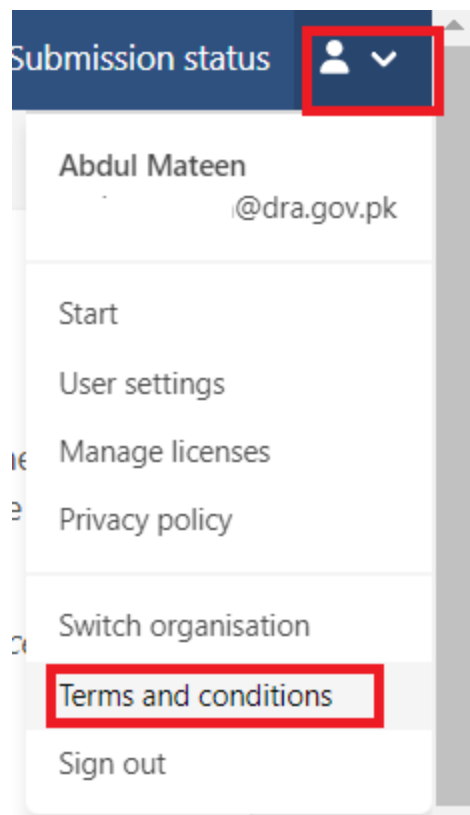 Submission status
Abdul Mateen
@dra.gov.pk
Start
User settings
Manage licenses
Privacy policy
Switch organisation
Terms and conditions
Sign out